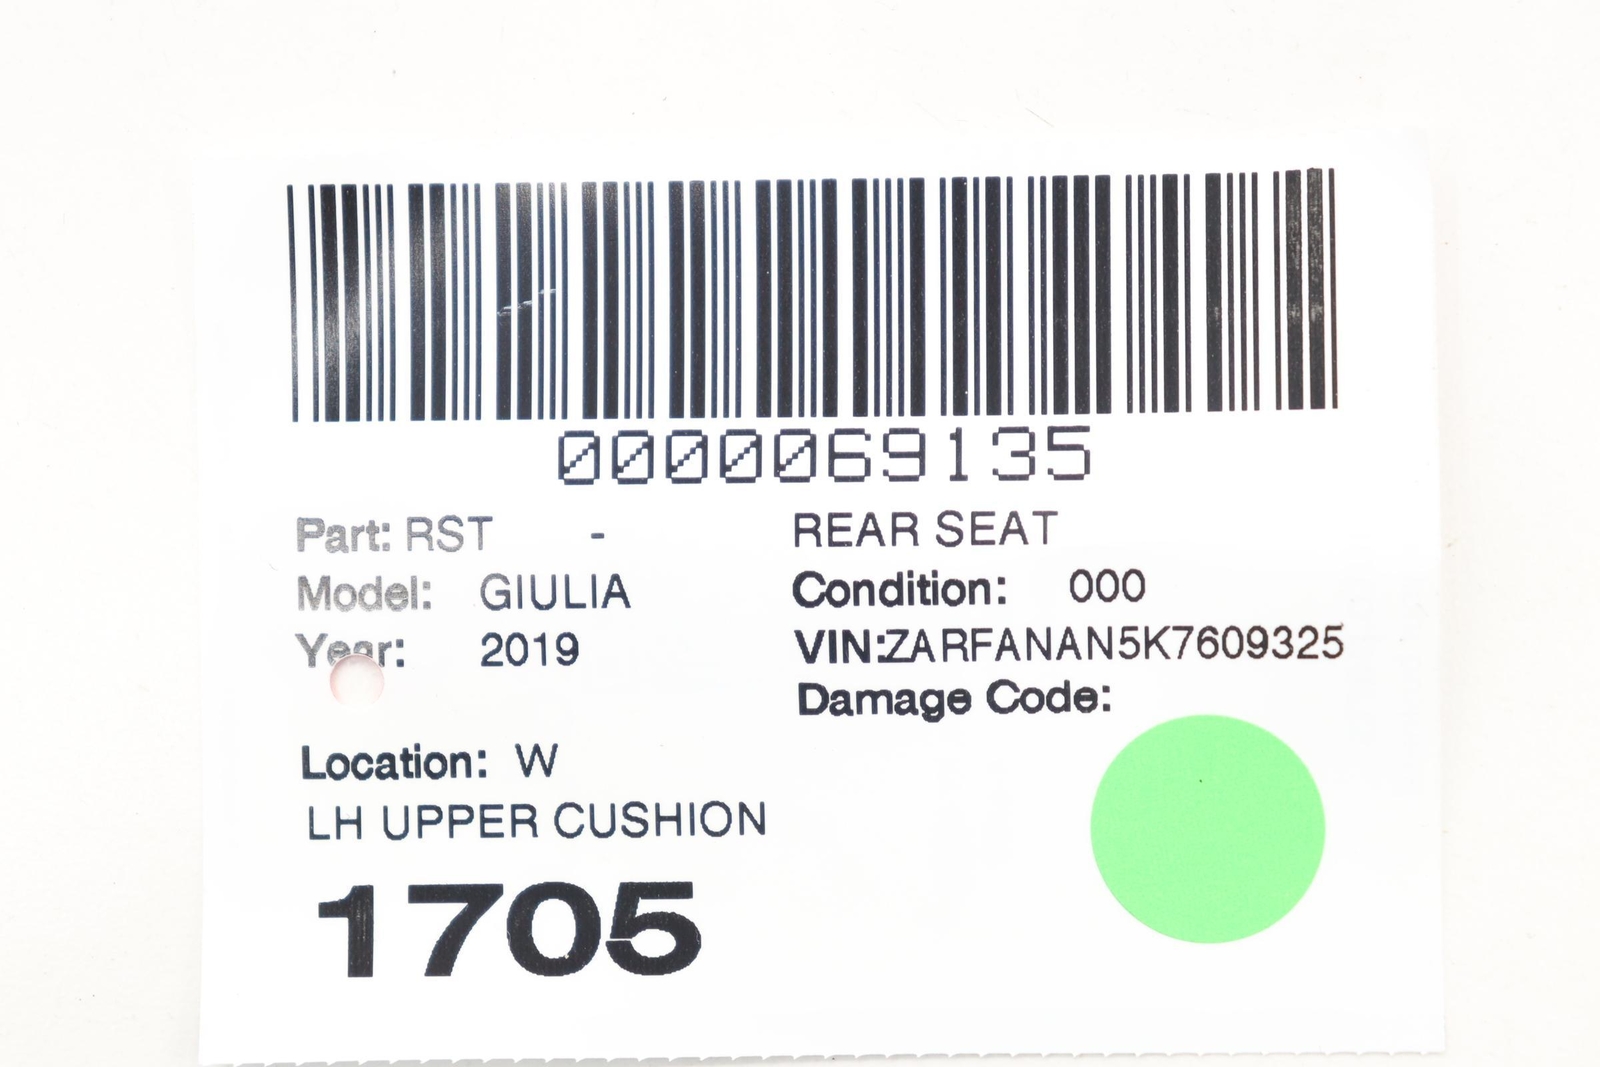 0000069135
Part: RST - REAR SEAT
Model: GIULIA Condition: 000
Year: 2019 VIN:ZARFANAN5K7609325
Damage Code:
Location: W
LH UPPER CUSHION
1705